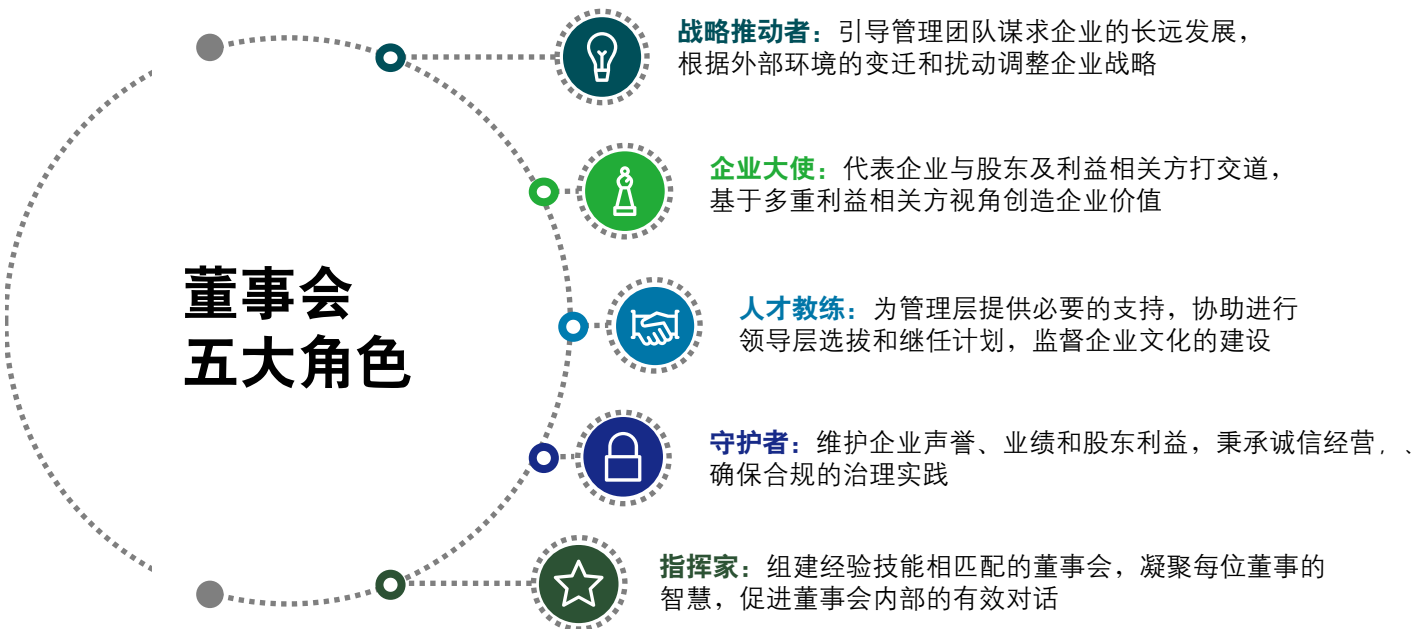 战略推动者：引导管理团队谋求企业的长远发展，
根据外部环境的变迁和扰动调整企业战略
企业大使：代表企业与股东及利益相关方打交道，
基于多重利益相关方视角创造企业价值
董事会
五大角色
人才教练：为管理层提供必要的支持，协助进行
领导层选拔和继任计划，监督企业文化的建设
守护者：维护企业声誉、业绩和股东利益，秉承诚信经营，、
确保合规的治理实践
指挥家：组建经验技能相匹配的董事会，凝聚每位董事的
智慧，促进董事会内部的有效对话